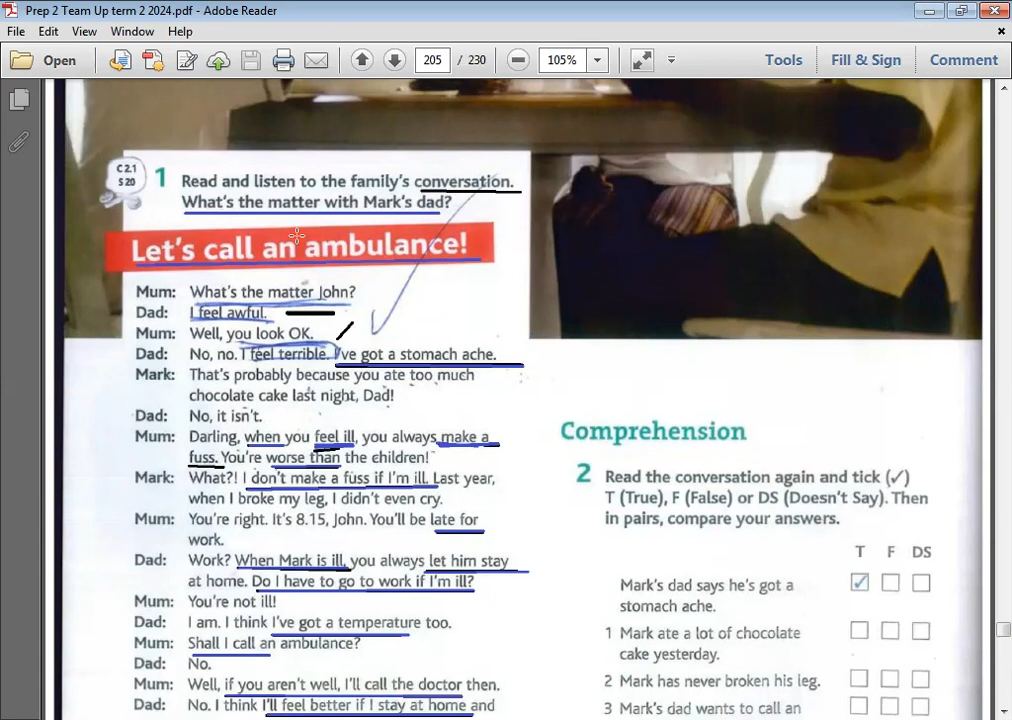 Prep 2 Team Up term 2 2024.pdf - Adobe Reader
File Edit View Window Help
Open 205 / 230 105% Tools Fill & Sign Comment
C2.1
S20
1 Read and listen to the family's conversation.
What's the matter with Mark's dad?
Let's call an ambulance!
Mum: What's the matter John?
Dad: I feel awful.
Mum: Well, you look OK.
Dad: No, no. I feel terrible. I've got a stomach ache.
Mark: That's probably because you ate too much
chocolate cake last night, Dad!
Dad: No, it isn't.
Mum: Darling, when you feel ill, you always make a
fuss. You're worse than the children!
Mark: What?! I don't make a fuss if I'm ill. Last year,
when I broke my leg, I didn't even cry.
Mum: You're right. It's 8.15, John. You'll be late for
work.
Dad: Work? When Mark is ill, you always let him stay
at home. Do I have to go to work if I'm ill?
Mum: You're not ill!
Dad: I am. I think I've got a temperature too.
Mum: Shall I call an ambulance?
Dad: No.
Mum: Well, if you aren't well, I'll call the doctor then.
Dad: No. I think I'll feel better if I stay at home and
Comprehension
2 Read the conversation again and tick (✓)
T (True), F (False) or DS (Doesn't Say). Then
in pairs, compare your answers.
T F DS
Mark's dad says he's got a
stomach ache.
1 Mark ate a lot of chocolate
cake yesterday.
2 Mark has never broken his leg.
3 Mark's dad wants to call an